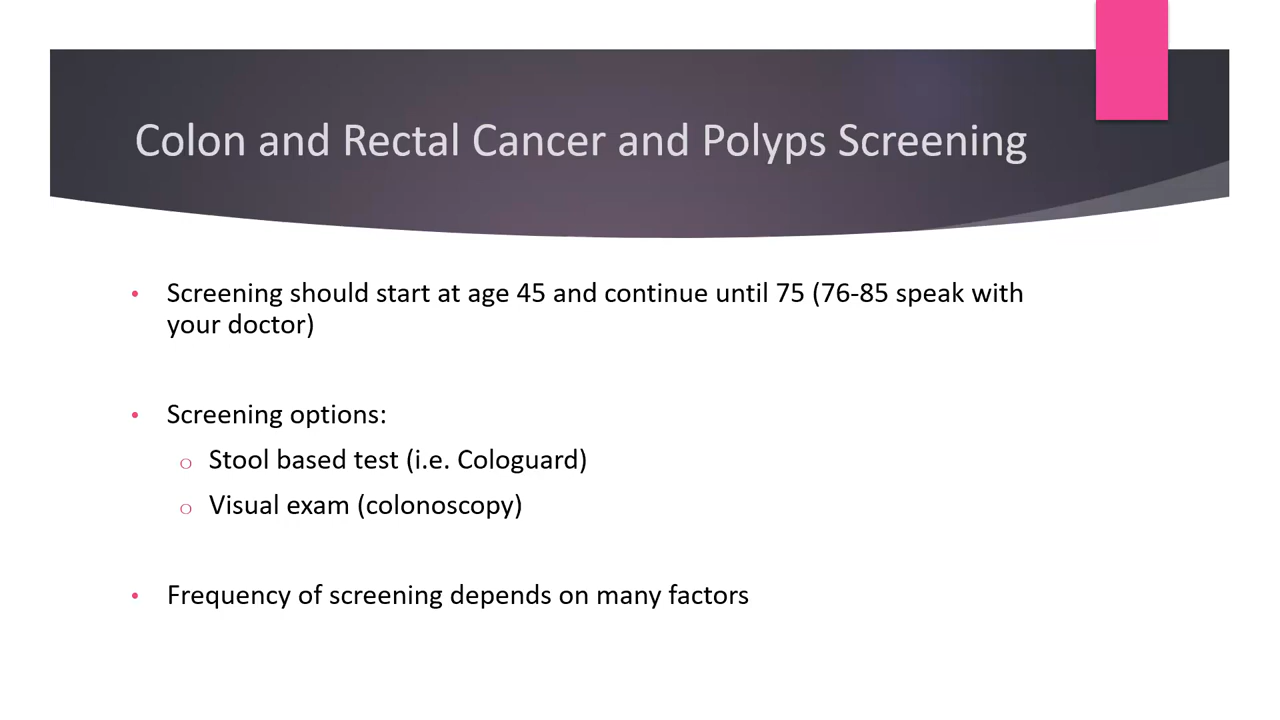 Colon and Rectal Cancer and Polyps Screening
• Screening should start at age 45 and continue until 75 (76-85 speak with
your doctor)
• Screening options:
o Stool based test (i.e. Cologuard)
o Visual exam (colonoscopy)
• Frequency of screening depends on many factors